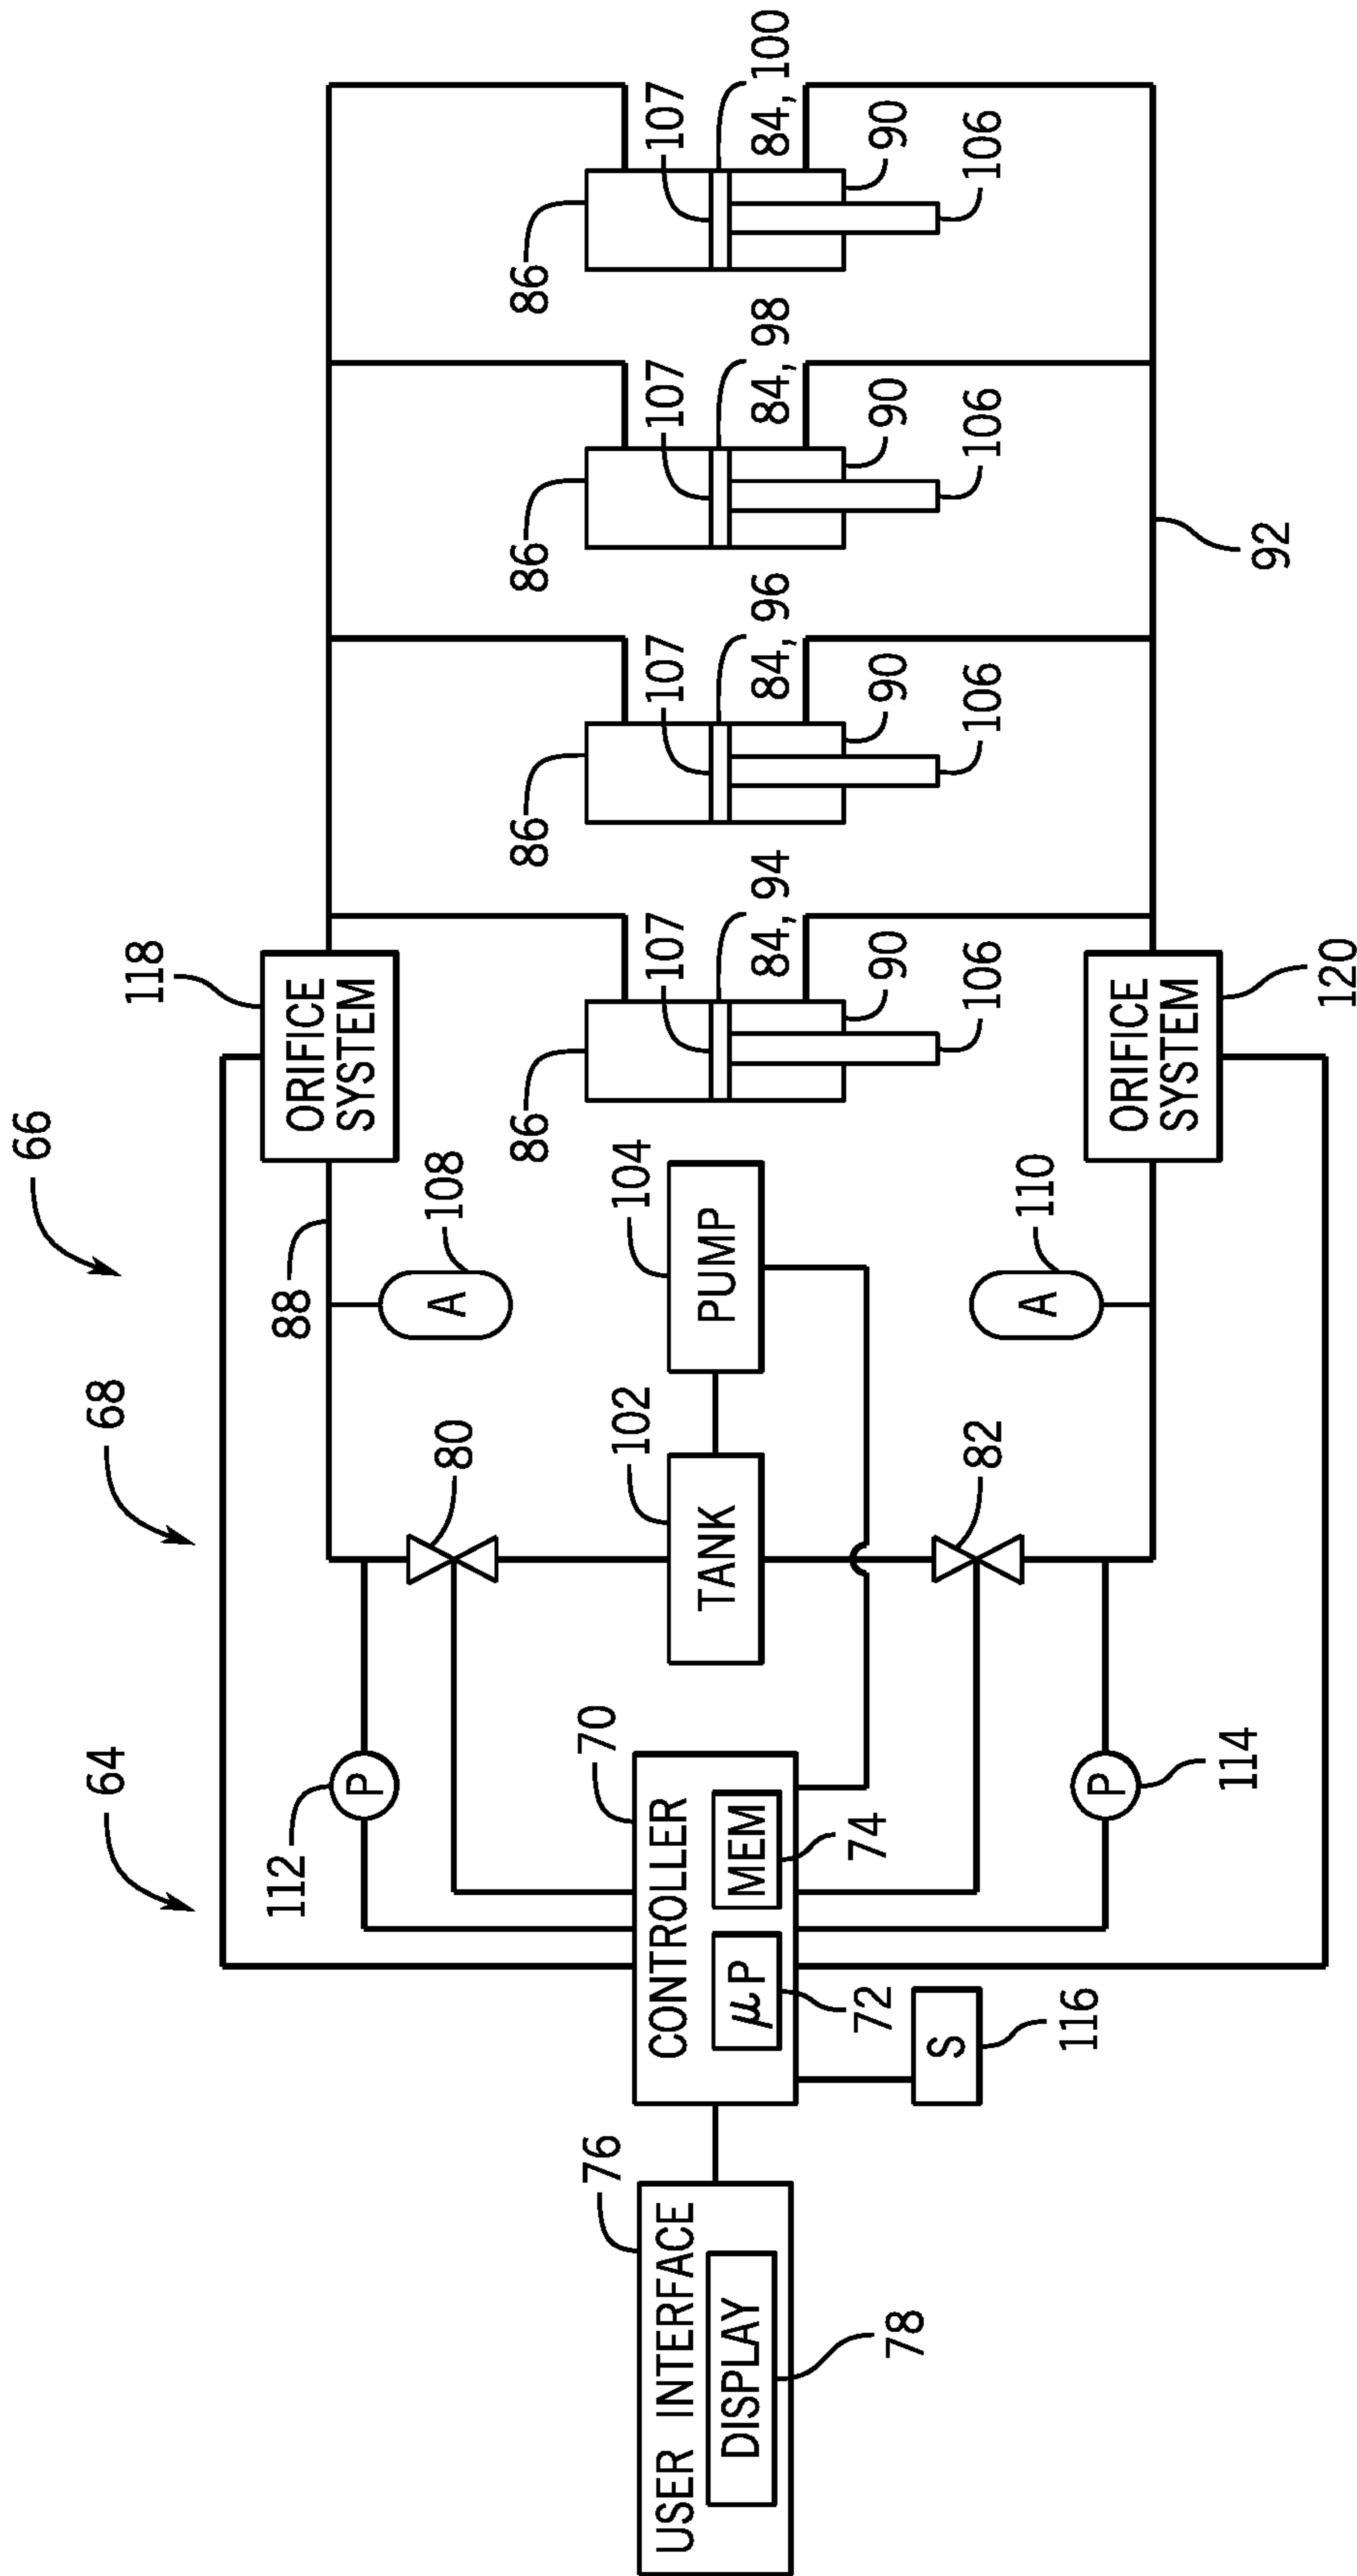 66
68
64
118
ORIFICE
SYSTEM
88
108
A
112
P
80
86
107
84, 94
90
106
86
107
84, 96
90
106
86
107
84, 98
90
106
86
107
84, 100
90
106
104
PUMP
102
TANK
70
CONTROLLER
μP
MEM
72
74
76
USER INTERFACE
DISPLAY
78
S
116
82
110
A
P
114
ORIFICE
SYSTEM
120
92